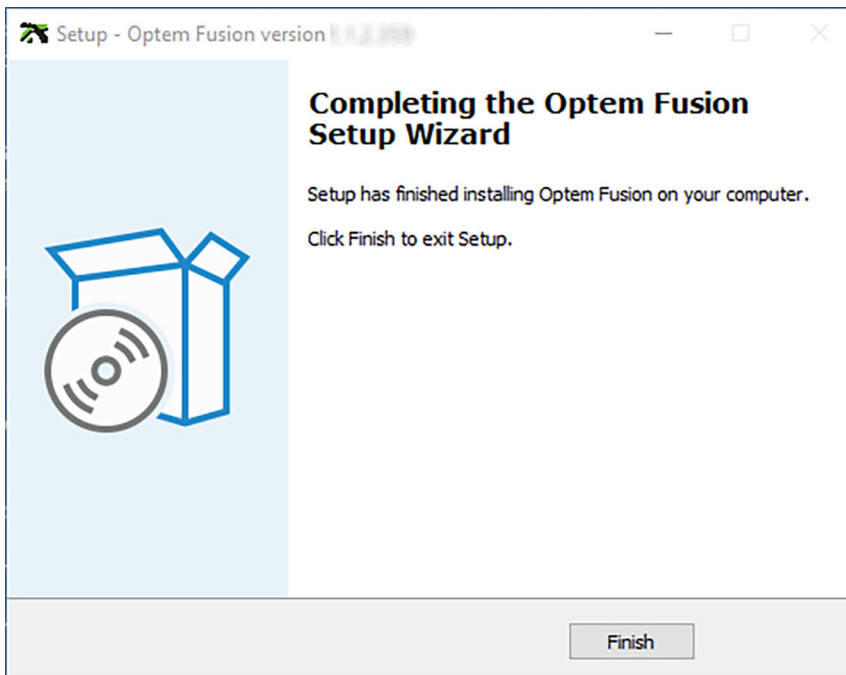 Setup - Optem Fusion version
Completing the Optem Fusion
Setup Wizard
Setup has finished installing Optem Fusion on your computer.
Click Finish to exit Setup.
Finish